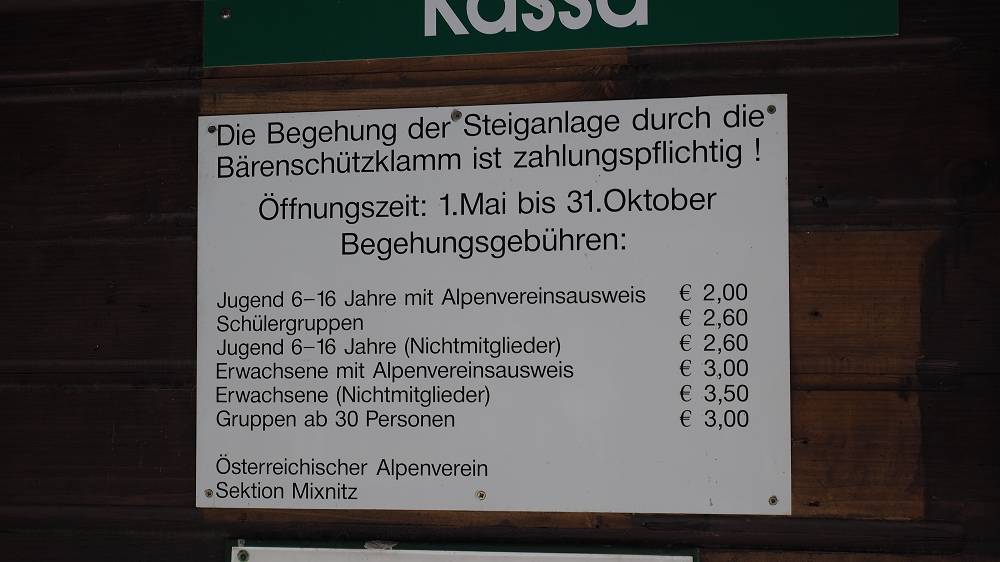 Kassa
Die Begehung der Steiganlage durch die
Bärenschützklamm ist zahlungspflichtig !
Öffnungszeit: 1.Mai bis 31.Oktober
Begehungsgebühren:
Jugend 6–16 Jahre mit Alpenvereinsausweis € 2,00
Schülergruppen € 2,60
Jugend 6–16 Jahre (Nichtmitglieder) € 2,60
Erwachsene mit Alpenvereinsausweis € 3,00
Erwachsene (Nichtmitglieder) € 3,50
Gruppen ab 30 Personen € 3,00
Österreichischer Alpenverein
Sektion Mixnitz